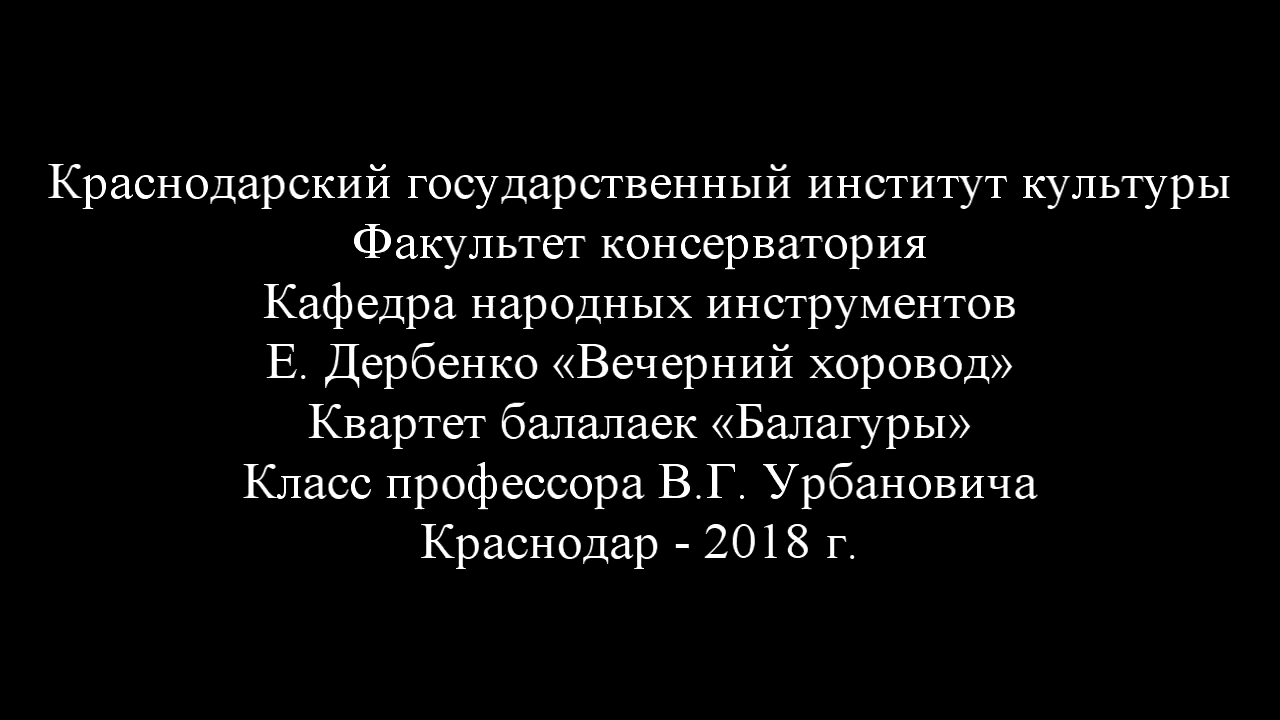 Краснодарский государственный институт культуры
Факультет консерватория
Кафедра народных инструментов
Е. Дербенко «Вечерний хоровод»
Квартет балалаек «Балагуры»
Класс профессора В.Г. Урбановича
Краснодар - 2018 г.